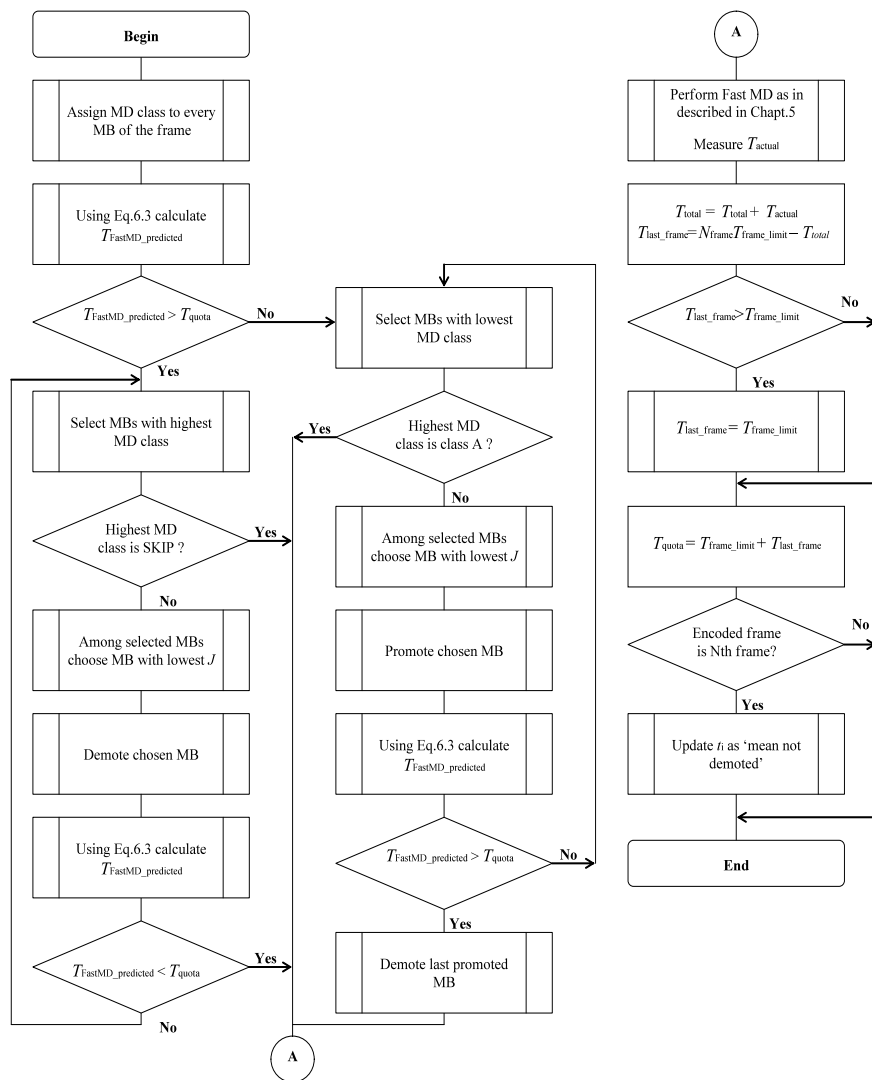 Begin
Assign MD class to every
MB of the frame
Using Eq.6.3 calculate
TFastMD_predicted
TFastMD_predicted > Tquota
No
Yes
Select MBs with highest
MD class
Highest MD
class is SKIP ?
Yes
No
Among selected MBs
choose MB with lowest J
Demote chosen MB
Using Eq.6.3 calculate
TFastMD_predicted
TFastMD_predicted < Tquota
Yes
No
Select MBs with lowest
MD class
Yes
Highest MD
class is class A ?
No
Among selected MBs
choose MB with lowest J
Promote chosen MB
Using Eq.6.3 calculate
TFastMD_predicted
TFastMD_predicted > Tquota
No
Yes
Demote last promoted
MB
A
A
Perform Fast MD as in
described in Chapt.5
Measure Tactual
Ttotal = Ttotal + Tactual
Tlast_frame=NframeTframe_limit− Ttotal
No
Tlast_frame>Tframe_limit
Yes
Tlast_frame= Tframe_limit
Tquota= Tframe_limit+ Tlast_frame
No
Encoded frame
is Nth frame?
Yes
Update ti as ‘mean not
demoted’
End